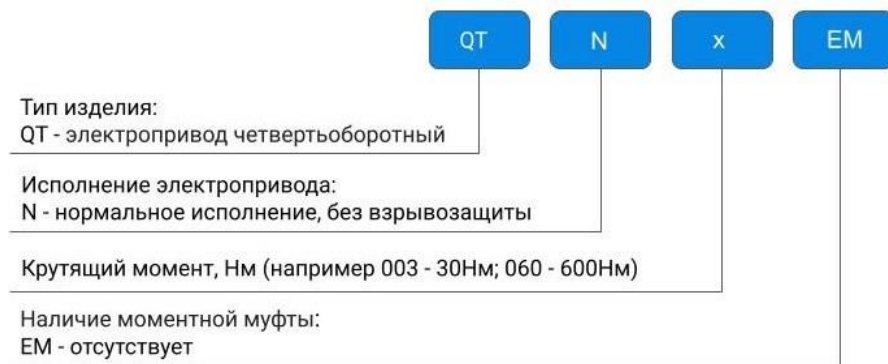 QT N x EM
Тип изделия:
QT - электропривод четвертьоборотный
Исполнение электропривода:
N - нормальное исполнение, без взрывозащиты
Крутящий момент, Нм (например 003 - 30Нм; 060 - 600Нм)
Наличие моментной муфты:
EM - отсутствует